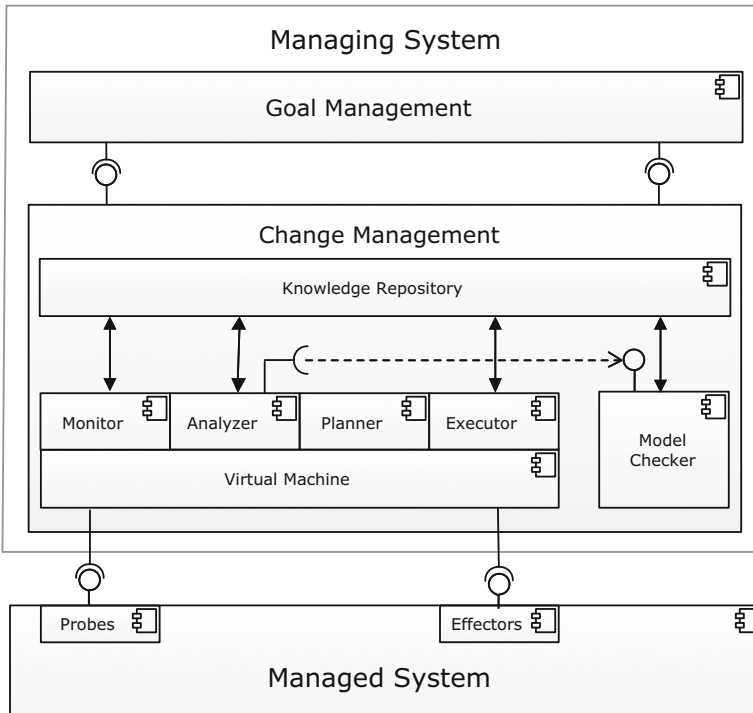 Managing System
Goal Management
Change Management
Knowledge Repository
Monitor
Analyzer
Planner
Executor
Model
Checker
Virtual Machine
Probes
Effectors
Managed System